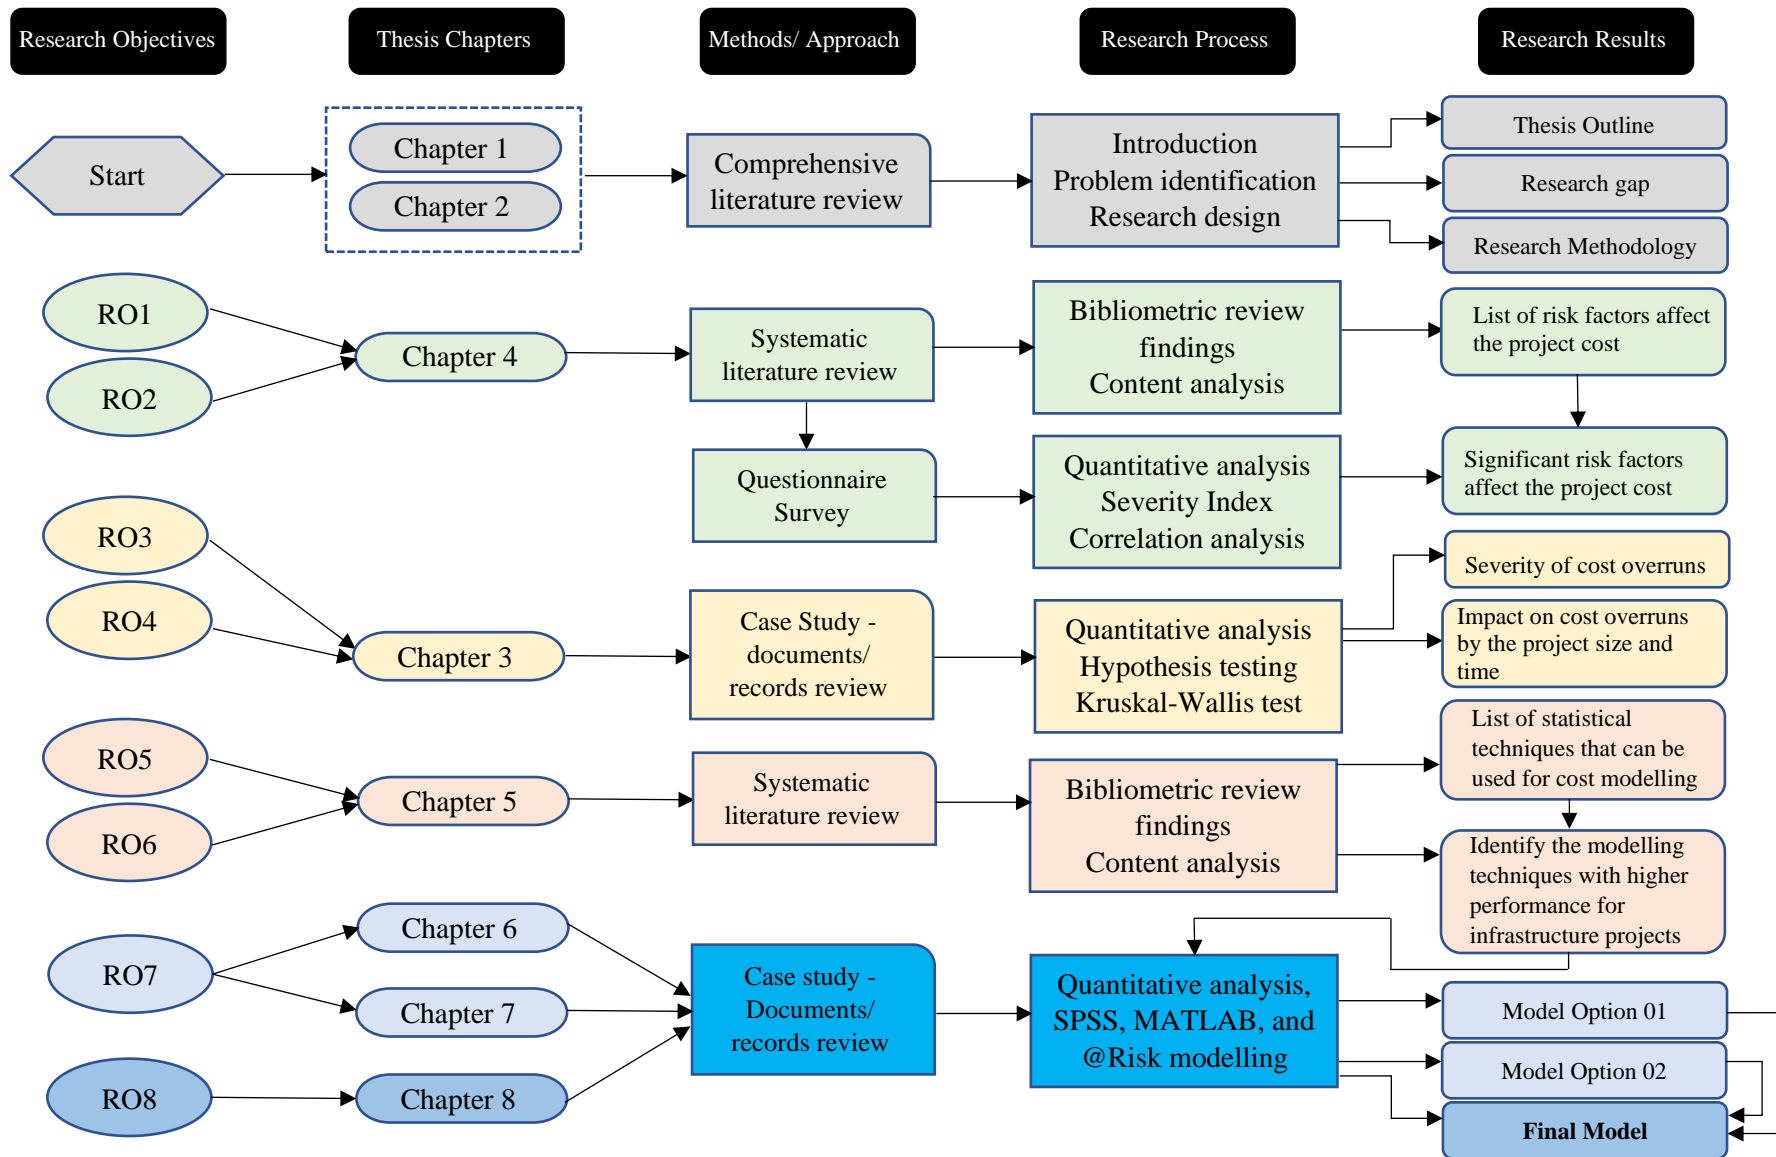 Research Objectives
Thesis Chapters
Methods/ Approach
Research Process
Research Results
Start
Chapter 1
Chapter 2
Comprehensive
literature review
Introduction
Problem identification
Research design
Thesis Outline
Research gap
Research Methodology
RO1
RO2
Chapter 4
Systematic
literature review
Bibliometric review
findings
Content analysis
List of risk factors affect
the project cost
Questionnaire
Survey
Quantitative analysis
Severity Index
Correlation analysis
Significant risk factors
affect the project cost
RO3
RO4
Chapter 3
Case Study -
documents/
records review
Quantitative analysis
Hypothesis testing
Kruskal-Wallis test
Severity of cost overruns
Impact on cost overruns
by the project size and
time
RO5
RO6
Chapter 5
Systematic
literature review
Bibliometric review
findings
Content analysis
List of statistical
techniques that can be
used for cost modelling
Identify the modelling
techniques with higher
performance for
infrastructure projects
RO7
Chapter 6
Chapter 7
RO8
Chapter 8
Case study -
Documents/
records review
Quantitative analysis,
SPSS, MATLAB, and
@Risk modelling
Model Option 01
Model Option 02
Final Model